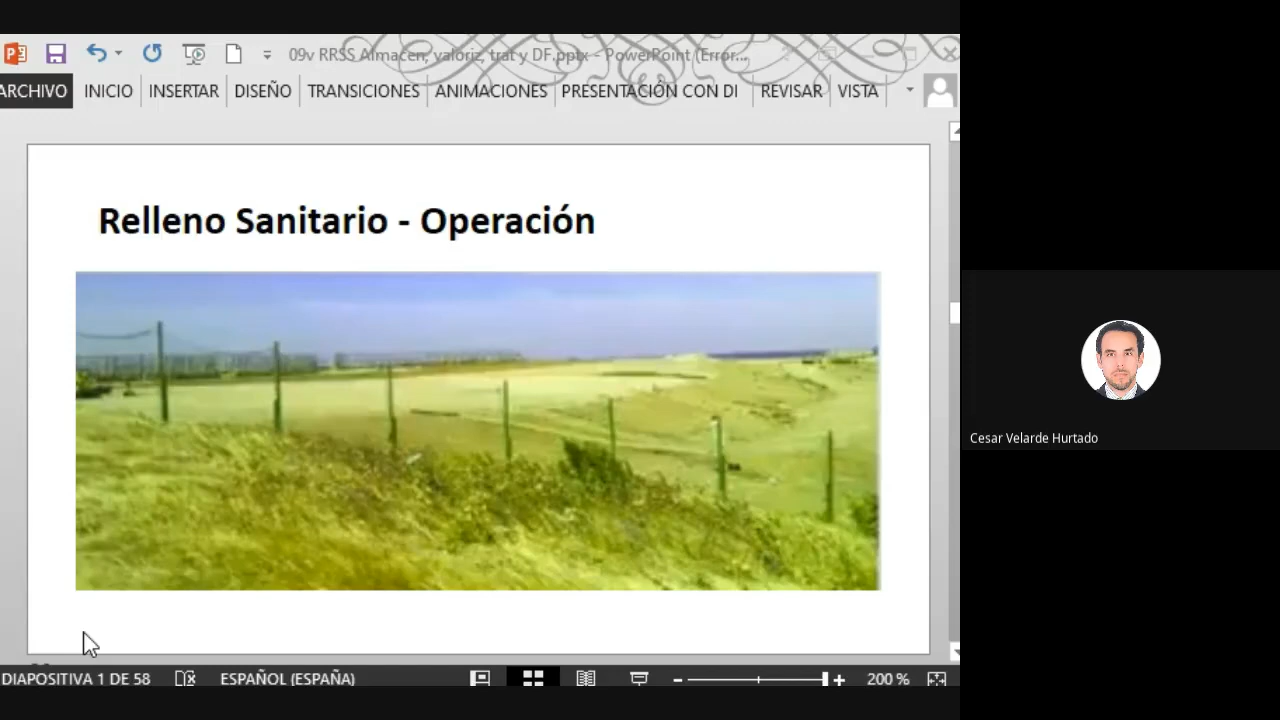 09v RRSS Almacen, valoriz, trat y DF.pptx - PowerPoint (Error...
ARCHIVO INICIO INSERTAR DISEÑO TRANSICIONES ANIMACIONES PRESENTACIÓN CON DI REVISAR VISTA
Relleno Sanitario - Operación
Cesar Velarde Hurtado
DIAPOSITIVA 1 DE 58 ESPAÑOL (ESPAÑA) 200 %